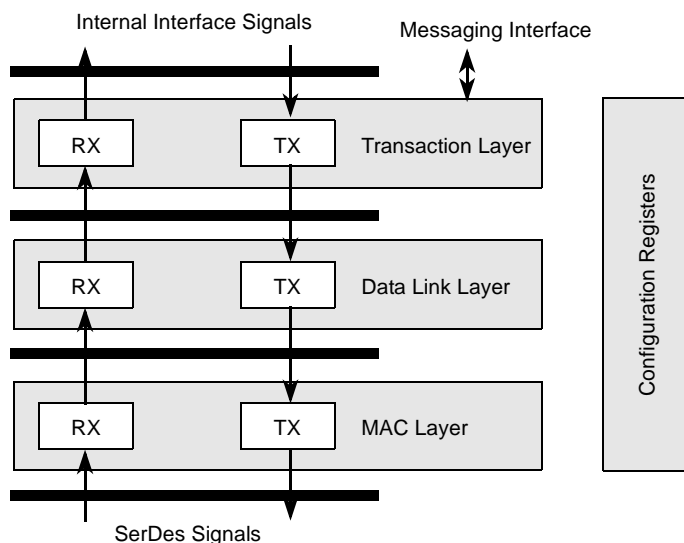 Internal Interface Signals
Messaging Interface
RX
TX
Transaction Layer
RX
TX
Data Link Layer
RX
TX
MAC Layer
SerDes Signals
Configuration Registers